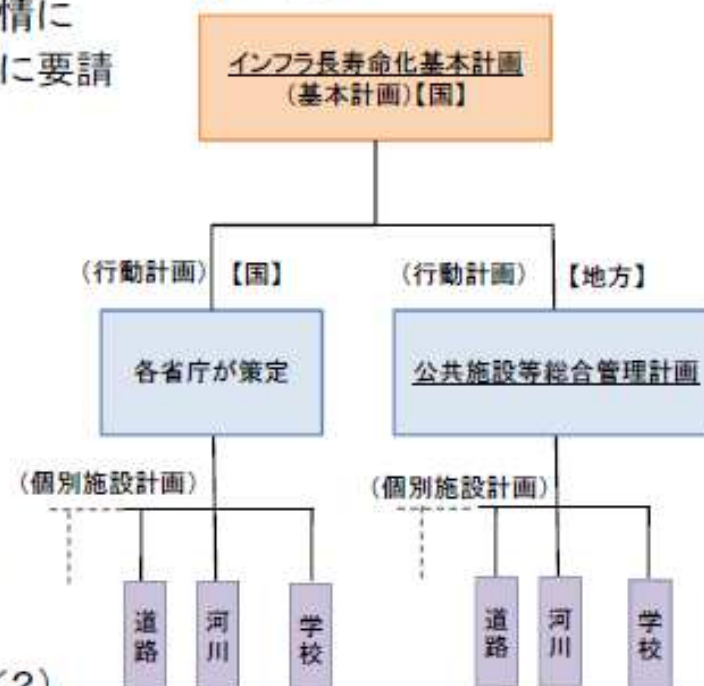 情に
に要請
インフラ長寿命化基本計画
(基本計画)【国】
(行動計画)【国】
(行動計画)【地方】
各省庁が策定
公共施設等総合管理計画
(個別施設計画)
(個別施設計画)
道路
河川
学校
道路
河川
学校